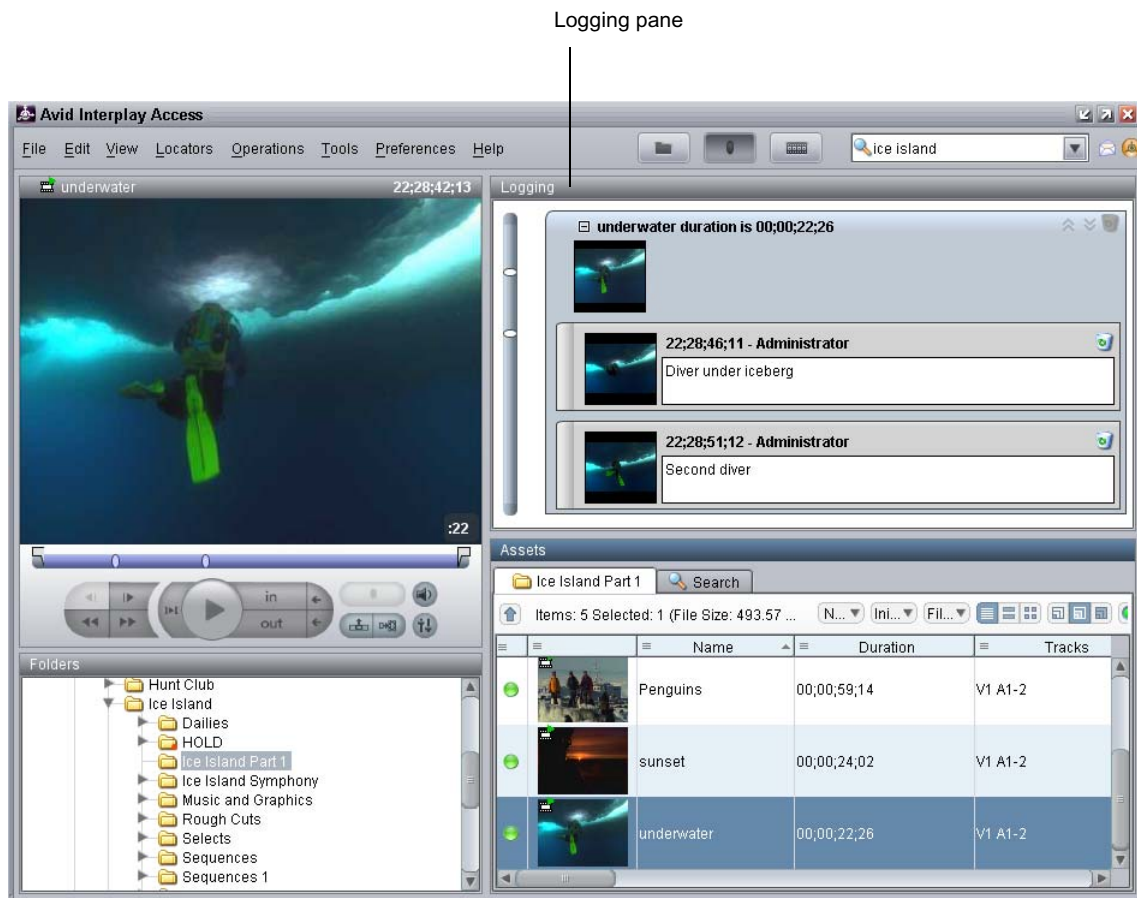 Logging pane
Avid Interplay Access
File Edit View Locators Operations Tools Preferences Help
ice island
underwater 22;28;42;13
:22
in
out
Logging
underwater duration is 00;00;22;26
22;28;46;11 - Administrator
Diver under iceberg
22;28;51;12 - Administrator
Second diver
Folders
Hunt Club
Ice Island
Dailies
HOLD
Ice Island Part 1
Ice Island Symphony
Music and Graphics
Rough Cuts
Selects
Sequences
Sequences 1
Assets
Ice Island Part 1 Search
Items: 5 Selected: 1 (File Size: 493.57 ... N... Ini... Fil...
Name Duration Tracks
Penguins 00;00;59;14 V1 A1-2
sunset 00;00;24;02 V1 A1-2
underwater 00;00;22;26 V1 A1-2